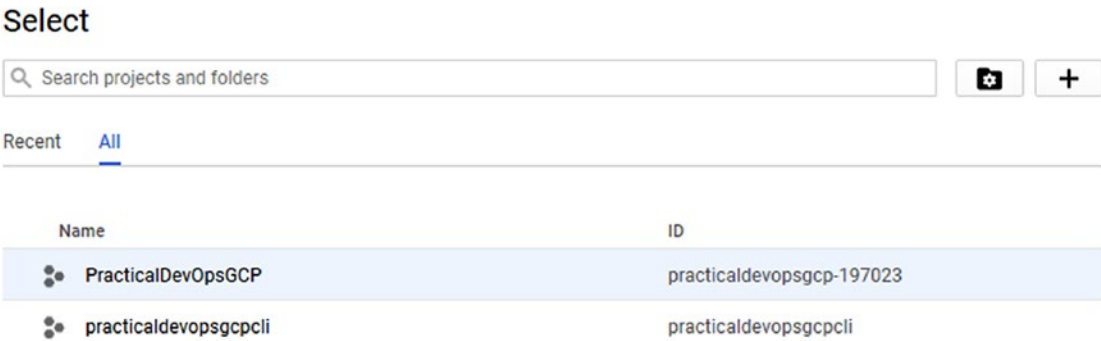 Select
Search projects and folders
Recent All
Name ID
PracticalDevOpsGCP practicaldevopsgcp-197023
practicaldevopsgcpcli practicaldevopsgcpcli